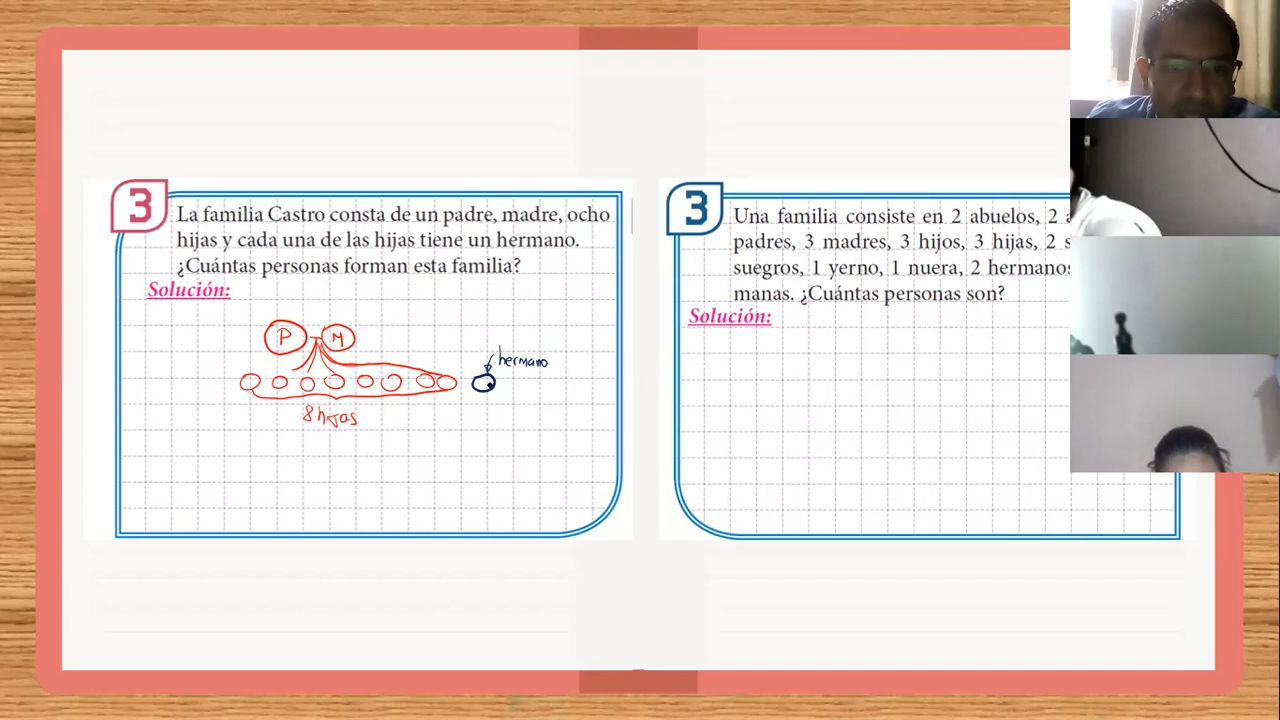 3
La familia Castro consta de un padre, madre, ocho
hijas y cada una de las hijas tiene un hermano.
¿Cuántas personas forman esta familia?
Solución:
P M
hermano
8 hijas
3
Una familia consiste en 2 abuelos, 2
padres, 3 madres, 3 hijos, 3 hijas, 2
suegros, 1 yerno, 1 nuera, 2 hermanos
manas. ¿Cuántas personas son?
Solución: